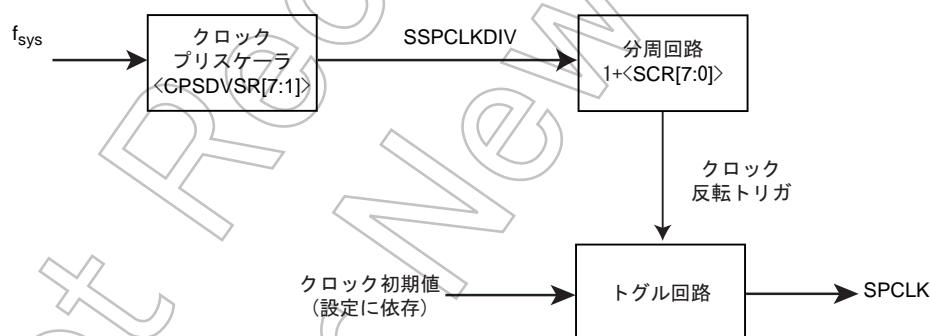 fsys
クロック
プリスケーラ
<CPSDVSR[7:1]>
SSPCLKDIV
分周回路
1+<SCR[7:0]>
クロック
反転トリガ
クロック初期値
(設定に依存)
トグル回路
SPCLK